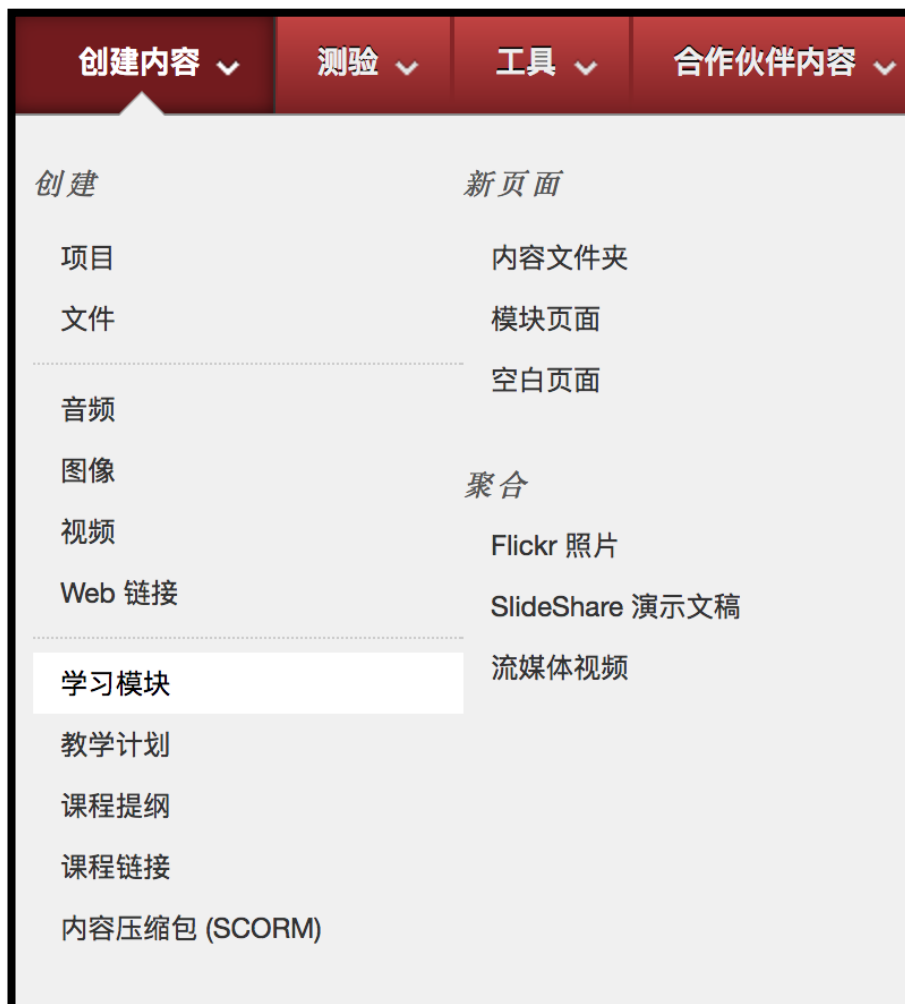 创建内容
测验
工具
合作伙伴内容
创建
项目
文件
音频
图像
视频
Web 链接
学习模块
教学计划
课程提纲
课程链接
内容压缩包 (SCORM)
新页面
内容文件夹
模块页面
空白页面
聚合
Flickr 照片
SlideShare 演示文稿
流媒体视频